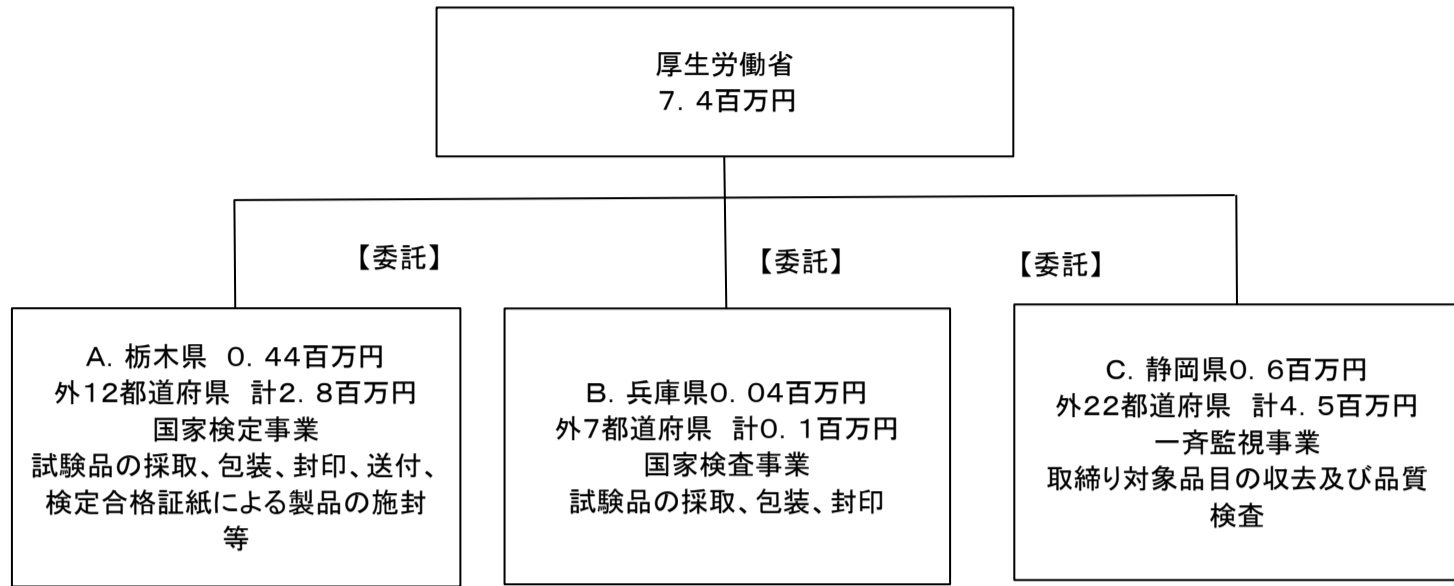 厚生労働省
7．4百万円
【委託】
【委託】
【委託】
A．栃木県　0．44百万円
外12都道府県　計2．8百万円
国家検定事業
試験品の採取、包装、封印、送付、
検定合格証紙による製品の施封
等
B．兵庫県0．04百万円
外7都道府県　計0．1百万円
国家検査事業
試験品の採取、包装、封印
C．静岡県0．6百万円
外22都道府県　計4．5百万円
一斉監視事業
取締り対象品目の収去及び品質
検査